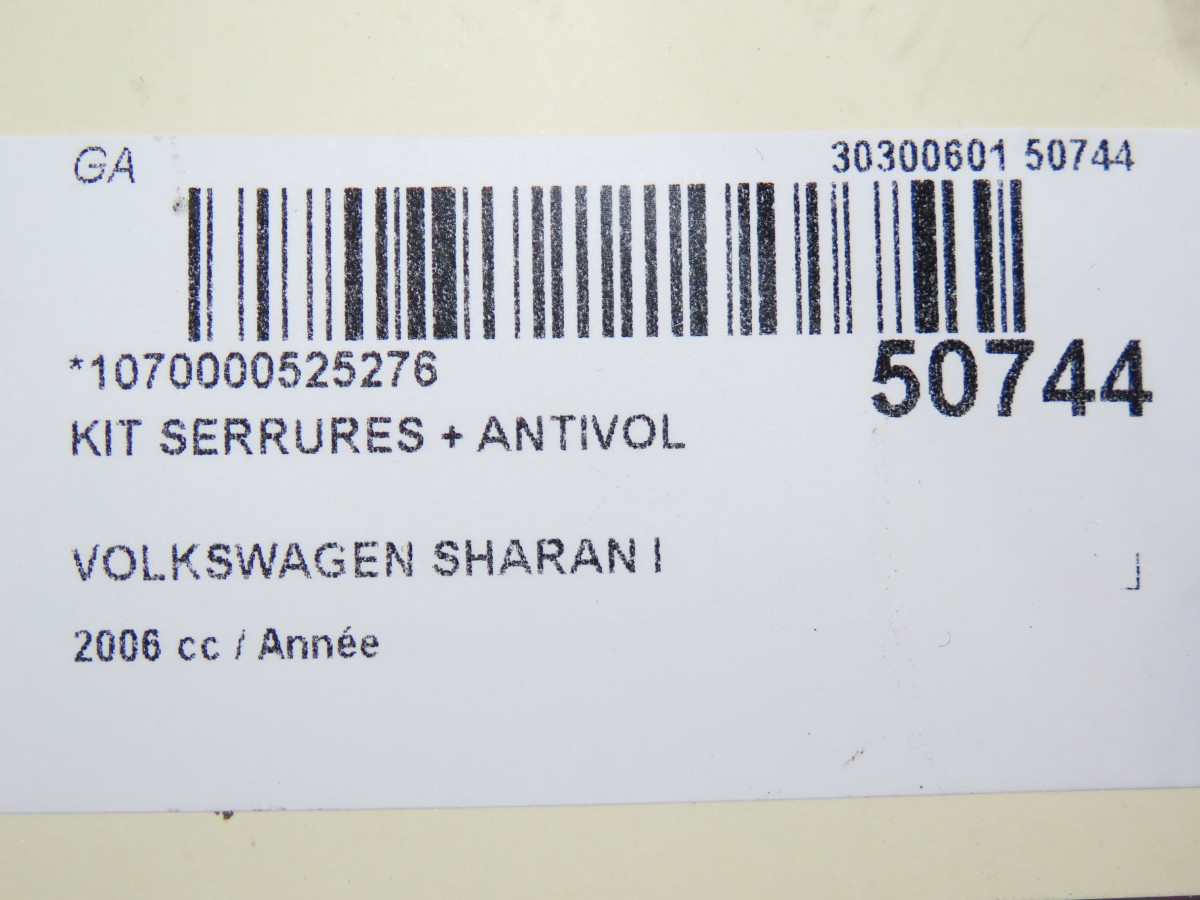 GA 30300601 50744
*1070000525276 50744
KIT SERRURES + ANTIVOL
VOLKSWAGEN SHARAN I
2006 cc / Année